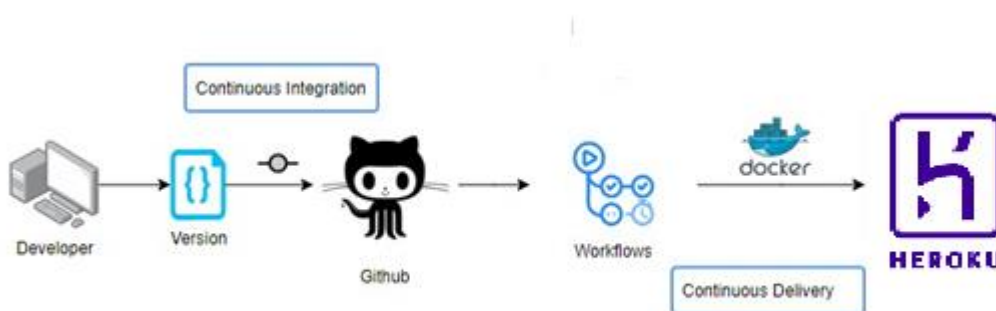 Continuous Integration
docker
Developer
Version
Github
Workflows
HEROKU
Continuous Delivery